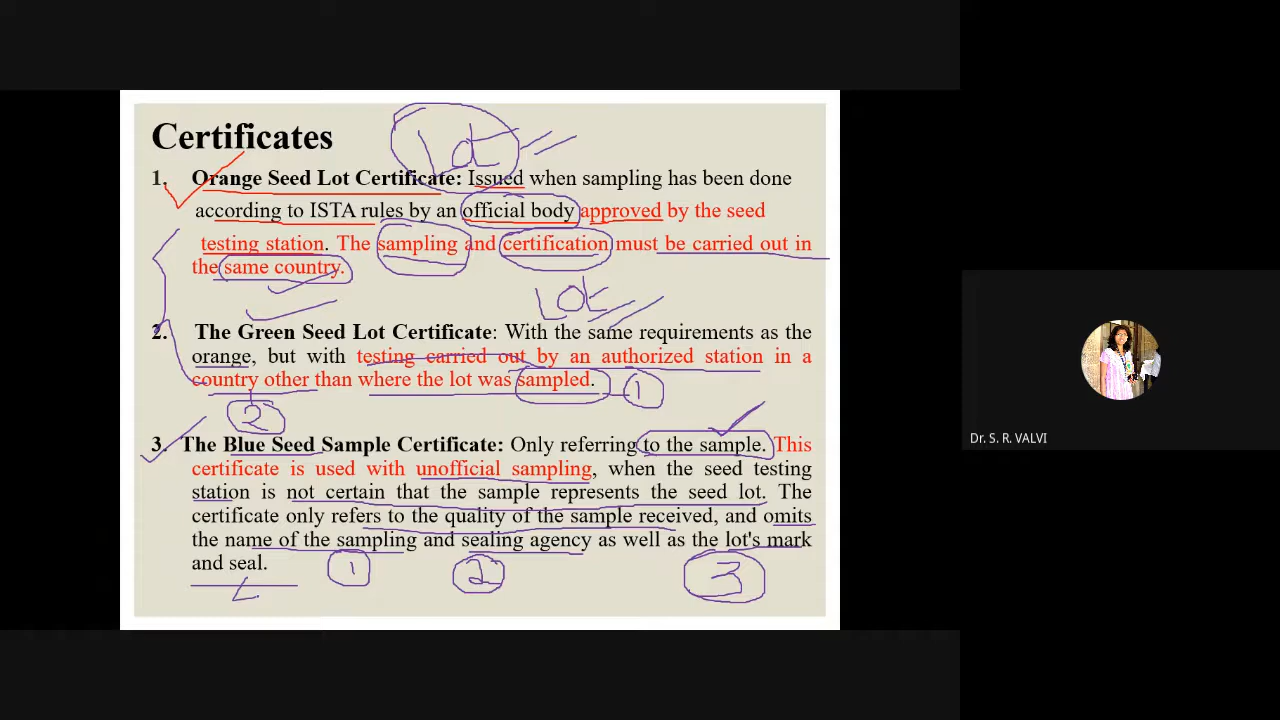 Certificates
Lot
1. Orange Seed Lot Certificate: Issued when sampling has been done
according to ISTA rules by an official body approved by the seed
testing station. The sampling and certification must be carried out in
the same country.
Lot
2. The Green Seed Lot Certificate: With the same requirements as the
orange, but with testing carried out by an authorized station in a
country other than where the lot was sampled.
1
2
3. The Blue Seed Sample Certificate: Only referring to the sample. This
certificate is used with unofficial sampling, when the seed testing
station is not certain that the sample represents the seed lot. The
certificate only refers to the quality of the sample received, and omits
the name of the sampling and sealing agency as well as the lot's mark
and seal.
1 2 3
Dr. S. R. VALVI